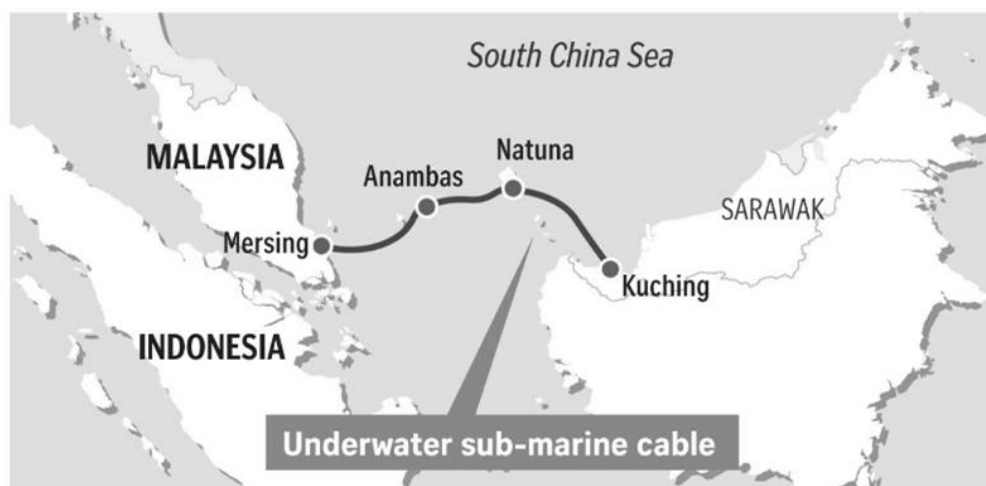 South China Sea
Natuna
MALAYSIA
Anambas
SARAWAK
Mersing
Kuching
INDONESIA
Underwater sub-marine cable